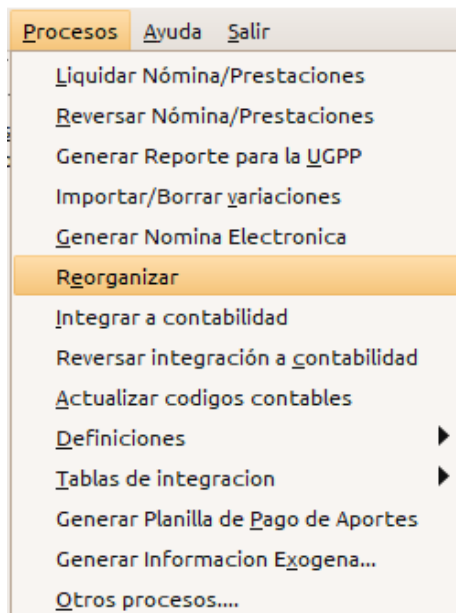 Procesos Ayuda Salir
Liquidar Nómina/Prestaciones
Reversar Nómina/Prestaciones
Generar Reporte para la UGPP
Importar/Borrar variaciones
Generar Nomina Electronica
Reorganizar
Integrar a contabilidad
Reversar integración a contabilidad
Actualizar codigos contables
Definiciones
Tablas de integracion
Generar Planilla de Pago de Aportes
Generar Informacion Exogena...
Otros procesos....